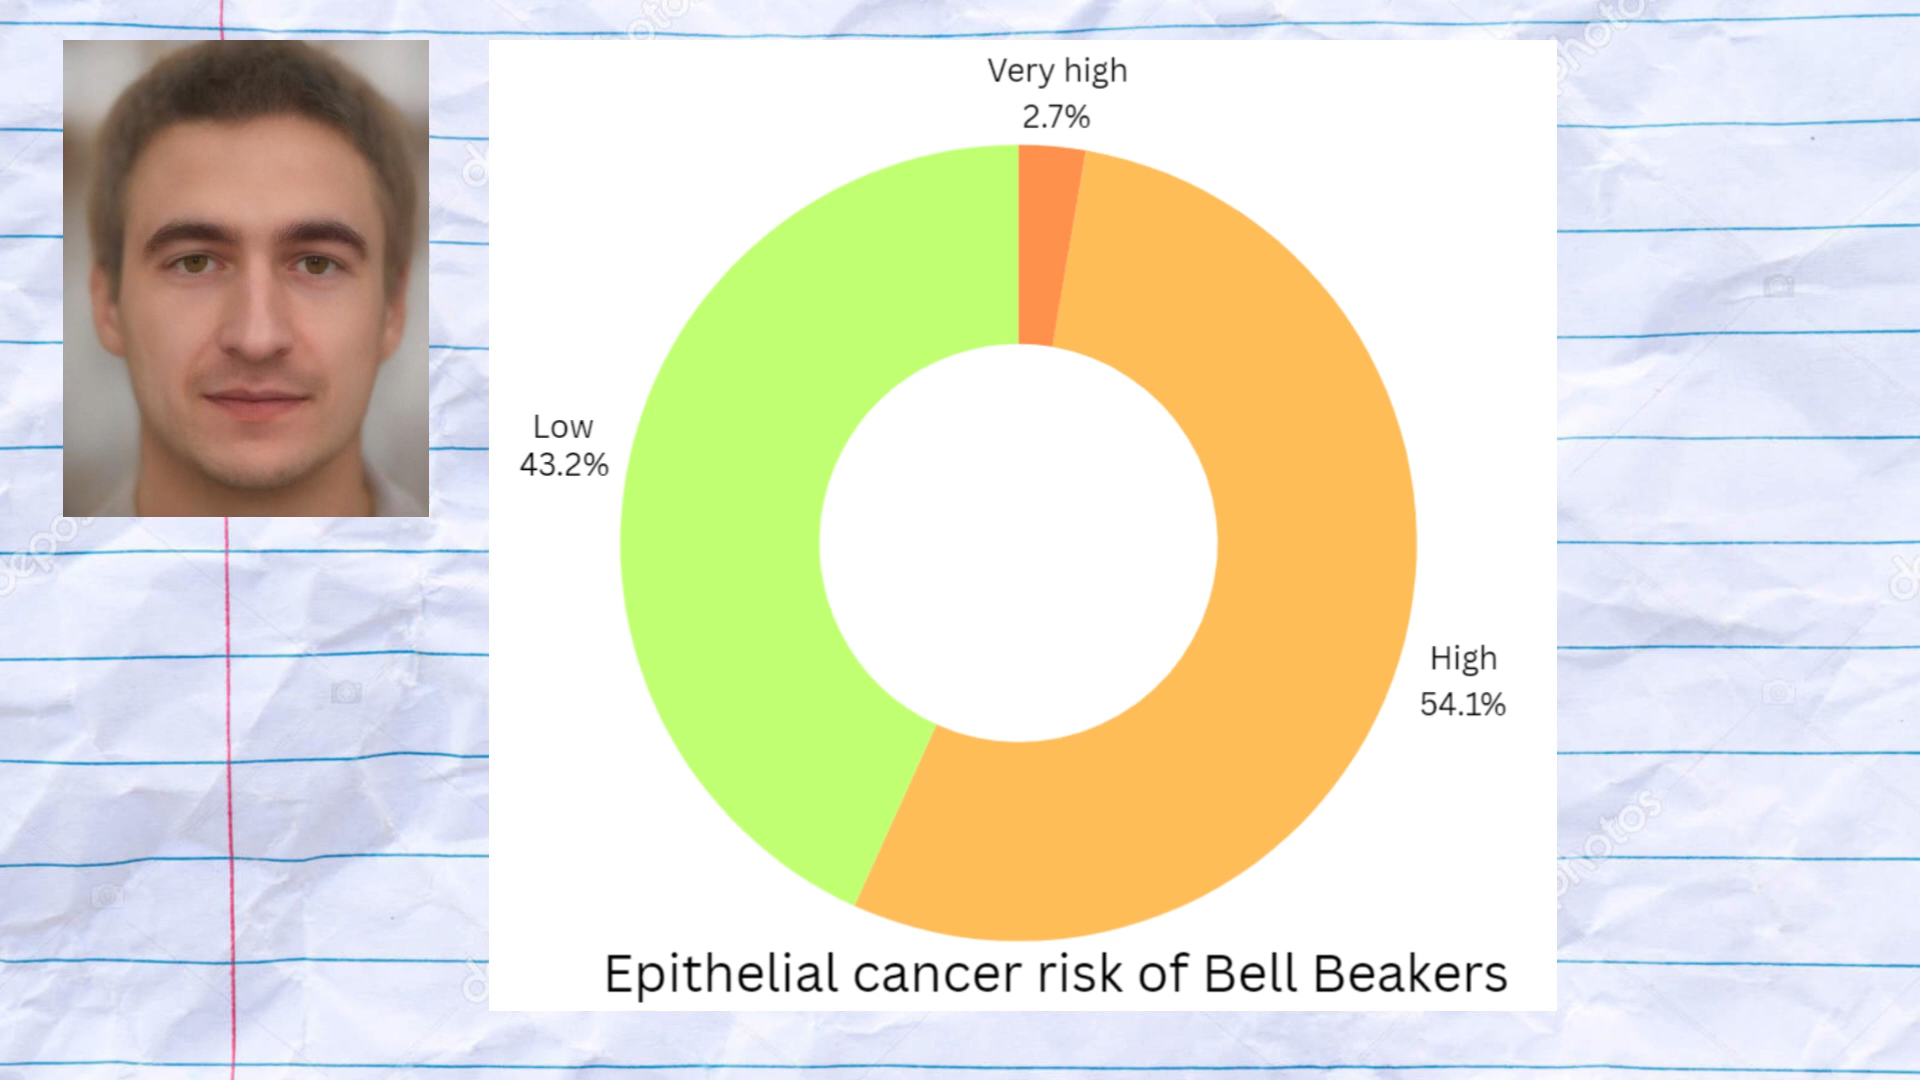 Very high
2.7%
Low
43.2%
High
54.1%
Epithelial cancer risk of Bell Beakers